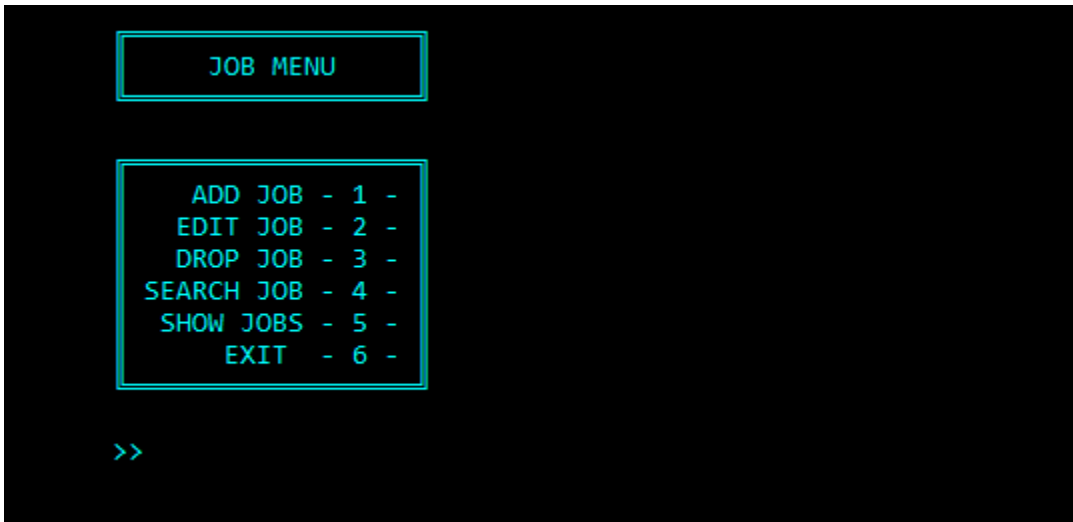 JOB MENU
ADD JOB - 1 -
EDIT JOB - 2 -
DROP JOB - 3 -
SEARCH JOB - 4 -
SHOW JOBS - 5 -
EXIT - 6 -
>>